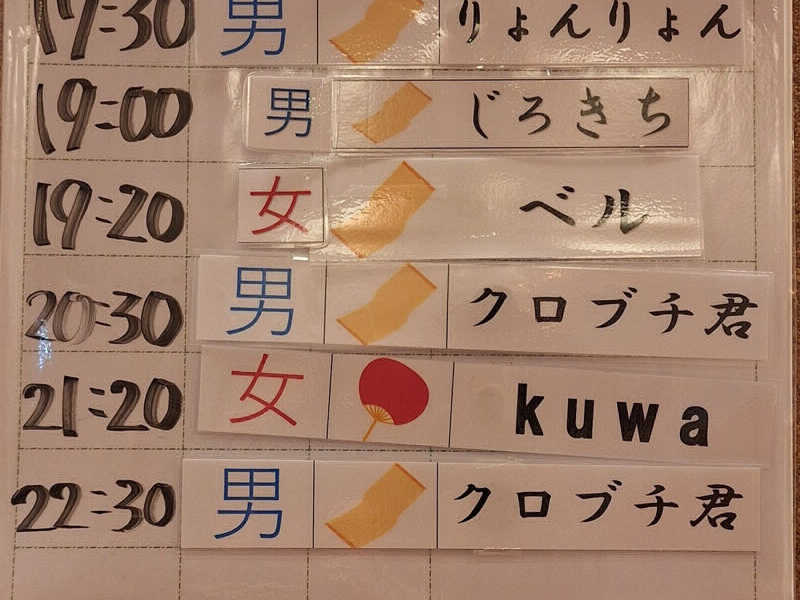 17:30 男 りょんりょん
19:00 男 じろきち
19:20 女 ベル
20:30 男 クロブチ君
21:20 女 kuwa
22:30 男 クロブチ君